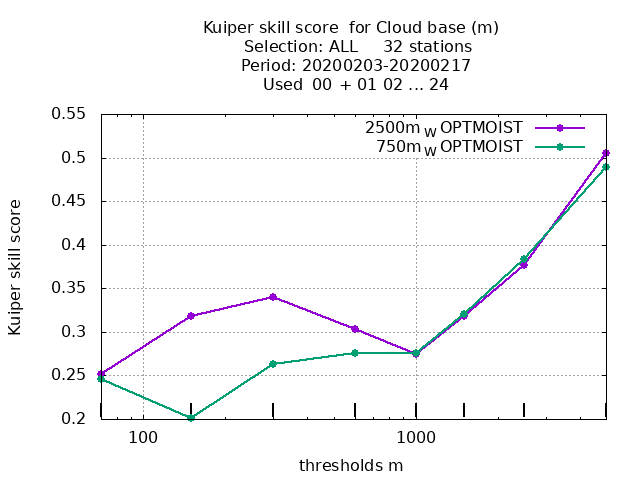 Kuiper skill score for Cloud base (m)
Selection: ALL 32 stations
Period: 20200203-20200217
Used 00 + 01 02 ... 24
2500m W OPTMOIST
750m W OPTMOIST
0.55
0.5
0.45
0.4
0.35
0.3
0.25
0.2
Kuiper skill score
100 1000
thresholds m